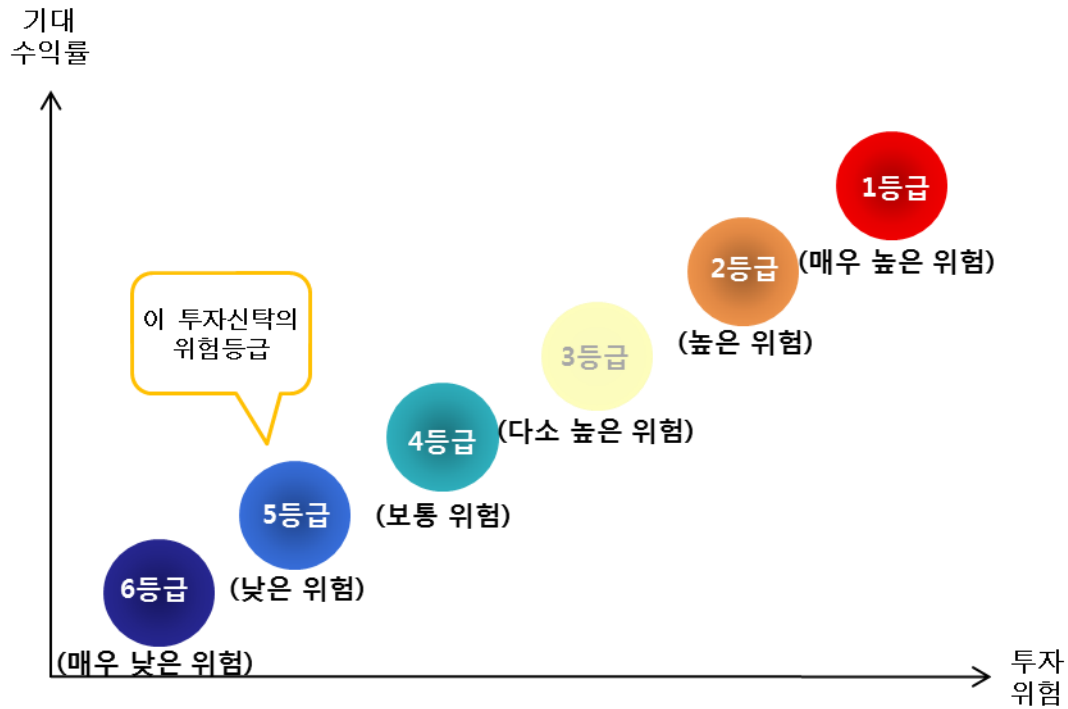 기대
수익률
1등급
(매우 높은 위험)
2등급
(높은 위험)
이 투자신탁의
위험등급
3등급
(다소 높은 위험)
4등급
(보통 위험)
5등급
(낮은 위험)
6등급
(매우 낮은 위험)
투자
위험